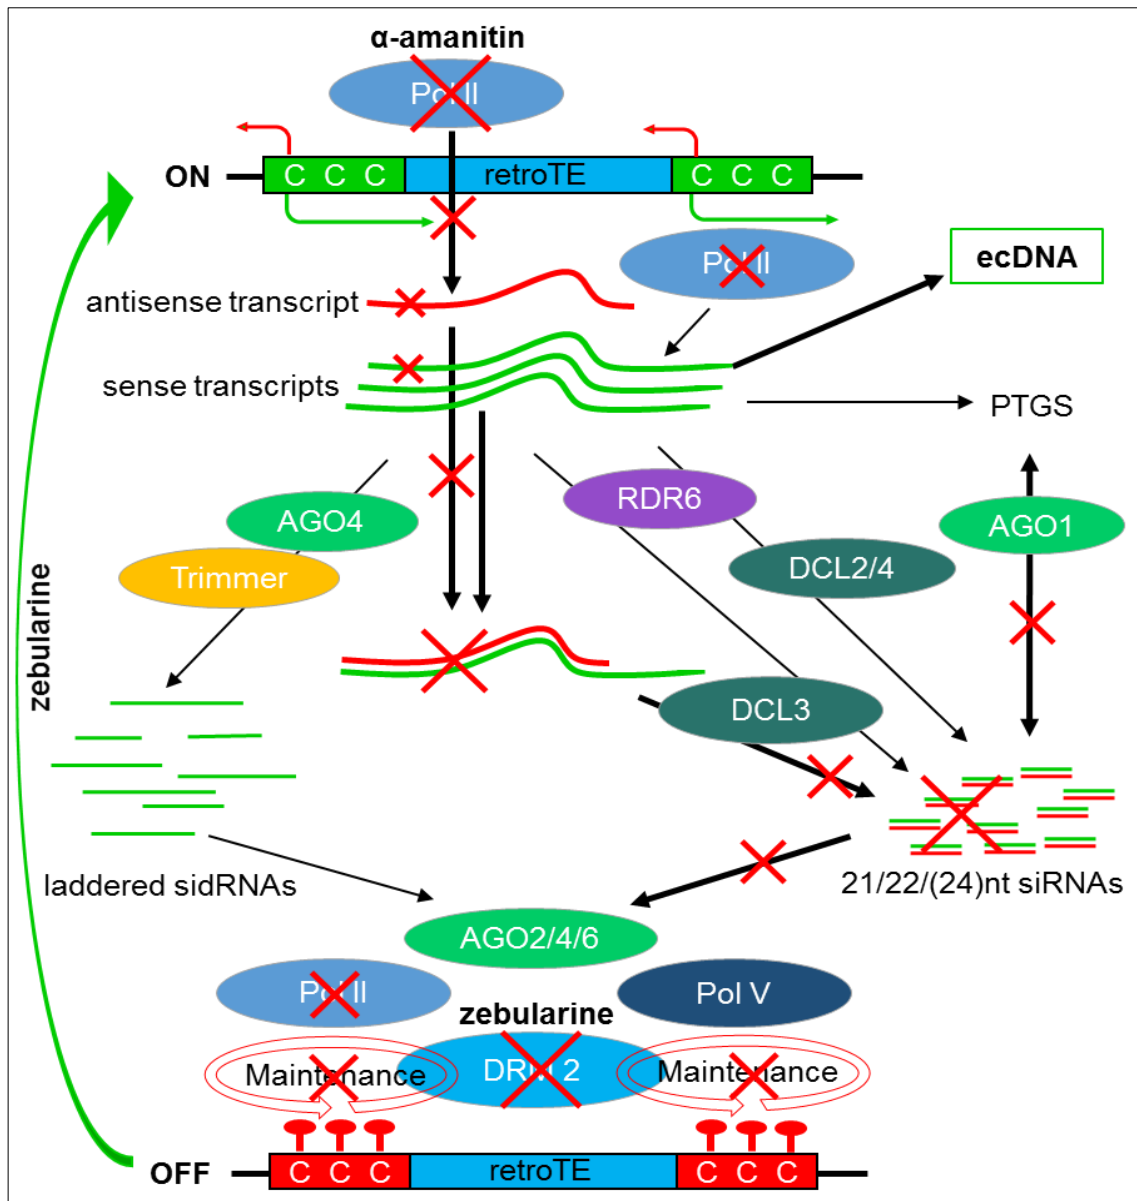 α-amanitin
Pol II
ON
C C C
retroTE
C C C
Pol II
ecDNA
antisense transcript
sense transcripts
PTGS
RDR6
AGO4
AGO1
DCL2/4
Trimmer
zebularine
DCL3
laddered sidRNAs
21/22/(24)nt siRNAs
AGO2/4/6
Pol II
Pol V
zebularine
Maintenance
DRM2
Maintenance
OFF
C C C
retroTE
C C C